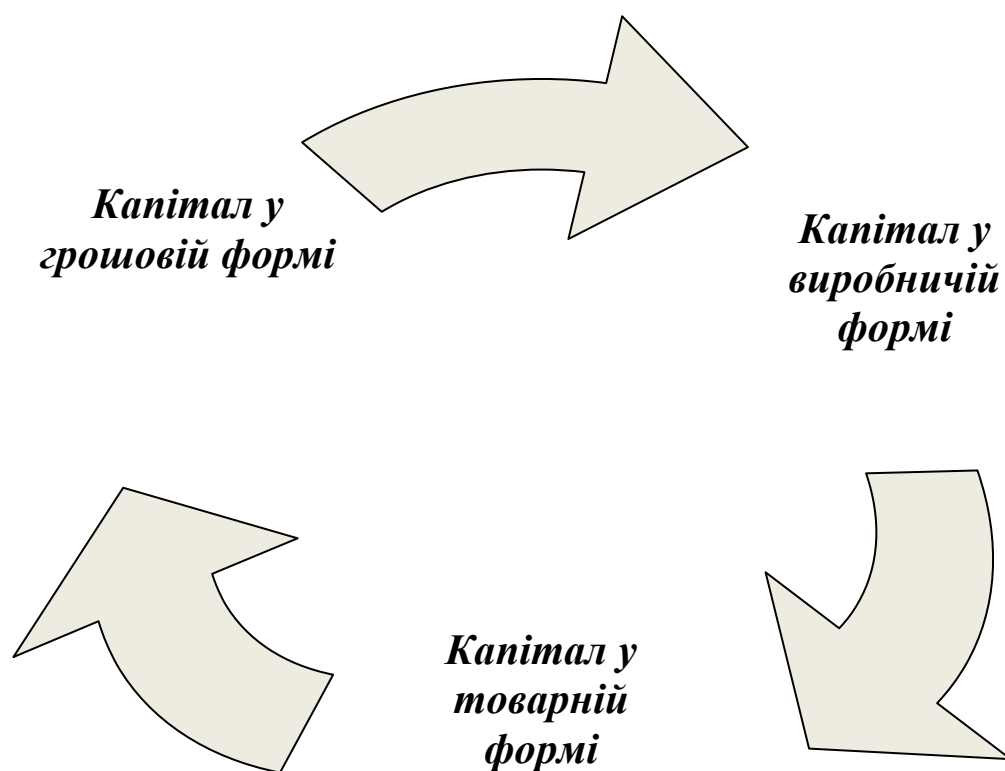 Капітал у
грошовій формі
Капітал у
виробничій
формі
Капітал у
товарній
формі